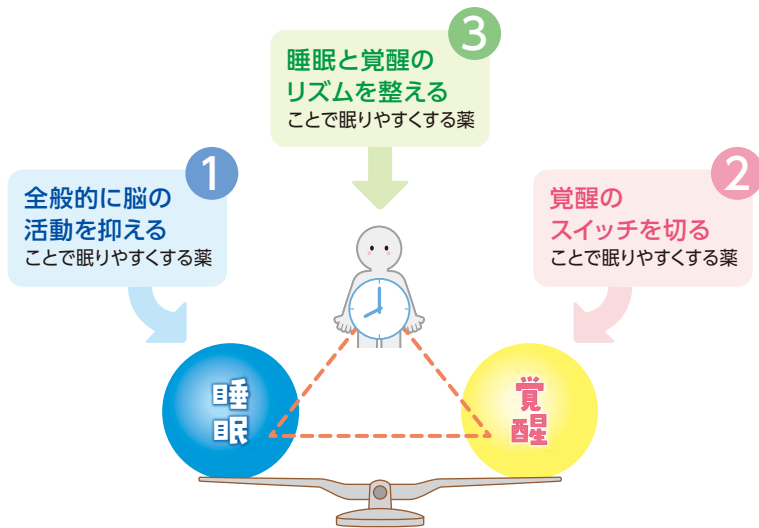 3
睡眠と覚醒の
リズムを整える
ことで眠りやすくする薬
1
全般的に脳の
活動を抑える
ことで眠りやすくする薬
2
覚醒の
スイッチを切る
ことで眠りやすくする薬
睡
眠
覚
醒